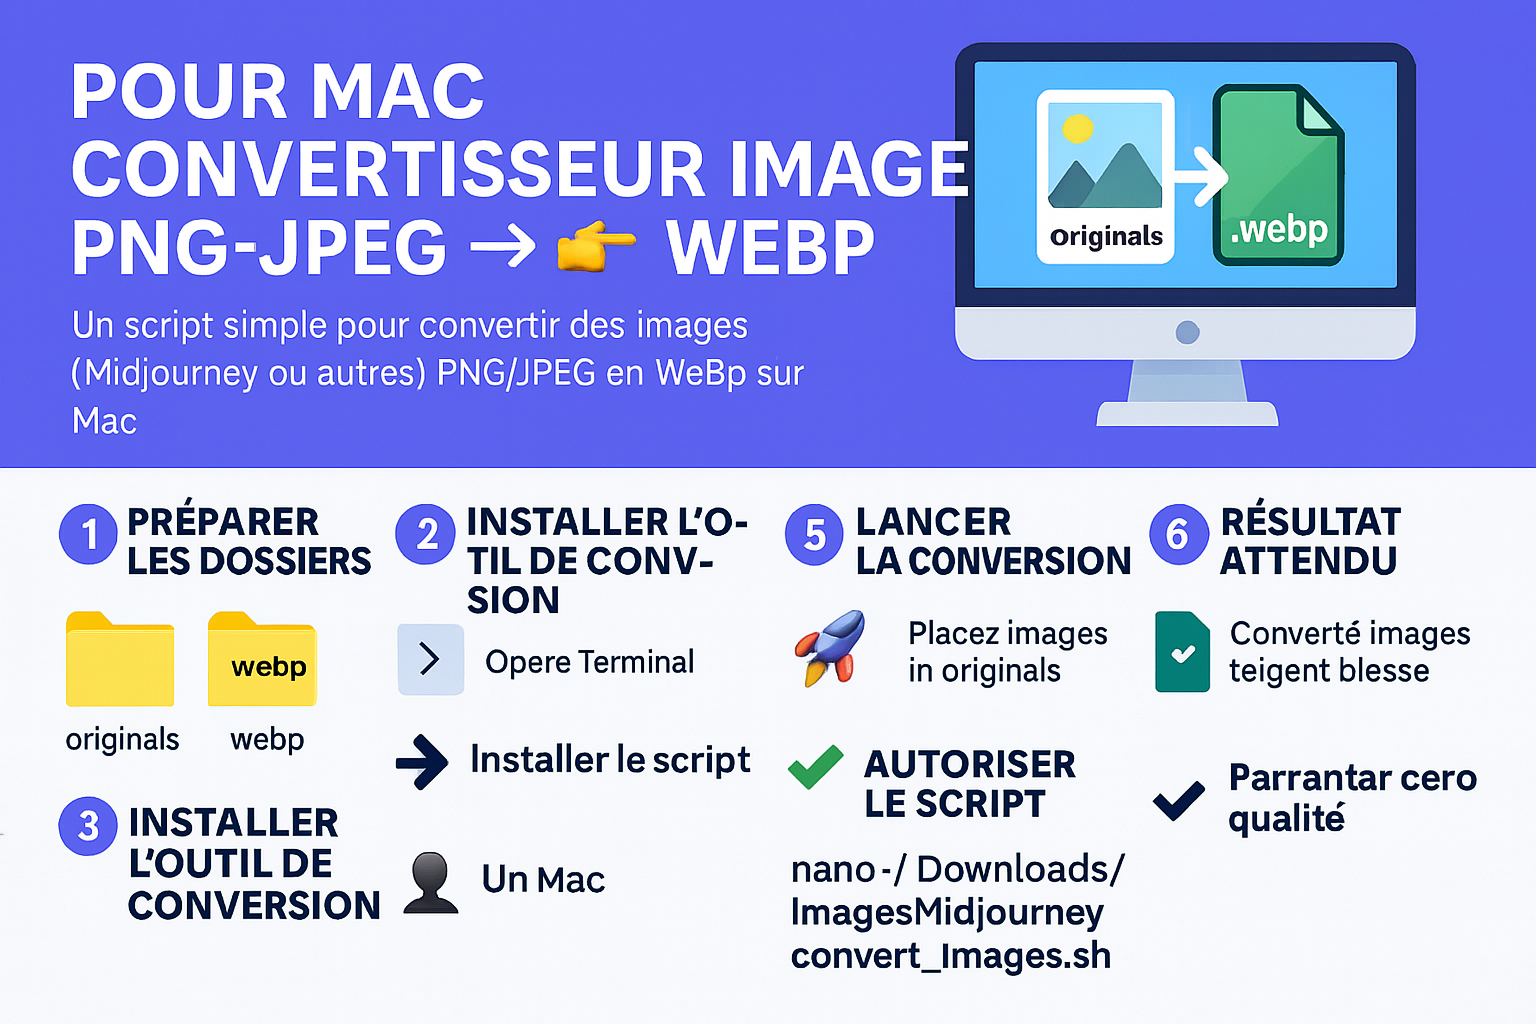 POUR MAC
CONVERTISSEUR IMAGE
PNG-JPEG → 👉 WEBP
Un script simple pour convertir des images
(Midjourney ou autres) PNG/JPEG en WeBp sur
Mac
originals
.webp
1 PRÉPARER
LES DOSSIERS
webp
originals
webp
2 INSTALLER L'O-
TIL DE CONV-
SION
Opere Terminal
Installer le script
Un Mac
3 INSTALLER
L'OUTIL DE
CONVERSION
5 LANCER
LA CONVERSION
Placez images
in originals
AUTORISER
LE SCRIPT
nano -/ Downloads/
ImagesMidjourney
convert_Images.sh
6 RÉSULTAT
ATTENDU
Converté images
teigent blesse
Parrantar cero
qualité